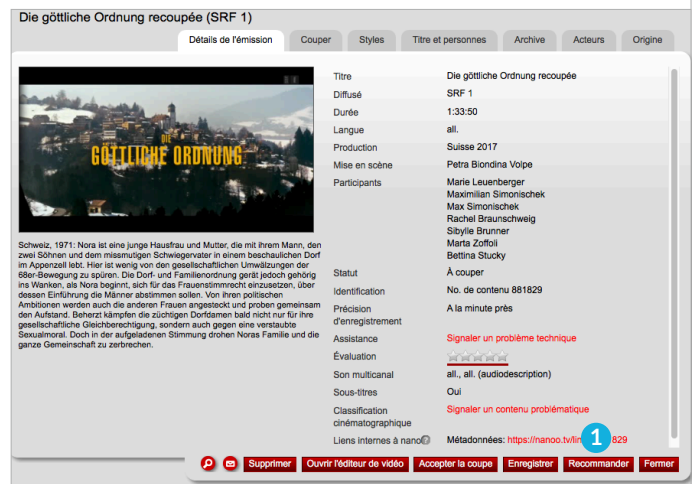 Die göttliche Ordnung recoupée (SRF 1)
Détails de l'émission Couper Styles Titre et personnes Archive Acteurs Origine
DIE
GÖTTLICHE ORDNUNG
Schweiz, 1971: Nora ist eine junge Hausfrau und Mutter, die mit ihrem Mann, den
zwei Söhnen und dem missmutigen Schwiegervater in einem beschaulichen Dorf
im Appenzell lebt. Hier ist wenig von den gesellschaftlichen Umwälzungen der
68er-Bewegung zu spüren. Die Dorf- und Familienordnung gerät jedoch gehörig
ins Wanken, als Nora beginnt, sich für das Frauenstimmrecht einzusetzen, über
dessen Einführung die Männer abstimmen sollen. Von ihren politischen
Ambitionen werden auch die anderen Frauen angesteckt und proben gemeinsam
den Aufstand. Beherzt kämpfen die züchtigen Dorfdamen bald nicht nur für ihre
gesellschaftliche Gleichberechtigung, sondern auch gegen eine verstaubte
Sexualmoral. Doch in der aufgeladenen Stimmung drohen Noras Familie und die
ganze Gemeinschaft zu zerbrechen.
Titre Die göttliche Ordnung recoupée
Diffusé SRF 1
Durée 1:33:50
Langue all.
Production Suisse 2017
Mise en scène Petra Biondina Volpe
Participants Marie Leuenberger
Maximilian Simonischek
Max Simonischek
Rachel Braunschweig
Sibylle Brunner
Marta Zoffoli
Bettina Stucky
Statut À couper
Identification No. de contenu 881829
Précision A la minute près
d'enregistrement
Assistance Signaler un problème technique
Évaluation
Son multicanal all., all. (audiodescription)
Sous-titres Oui
Classification Signaler un contenu problématique
cinématographique
Liens internes à nano? Métadonnées: https://nanoo.tv/lin 829
1
Supprimer Ouvrir l'éditeur de vidéo Accepter la coupe Enregistrer Recommander Fermer